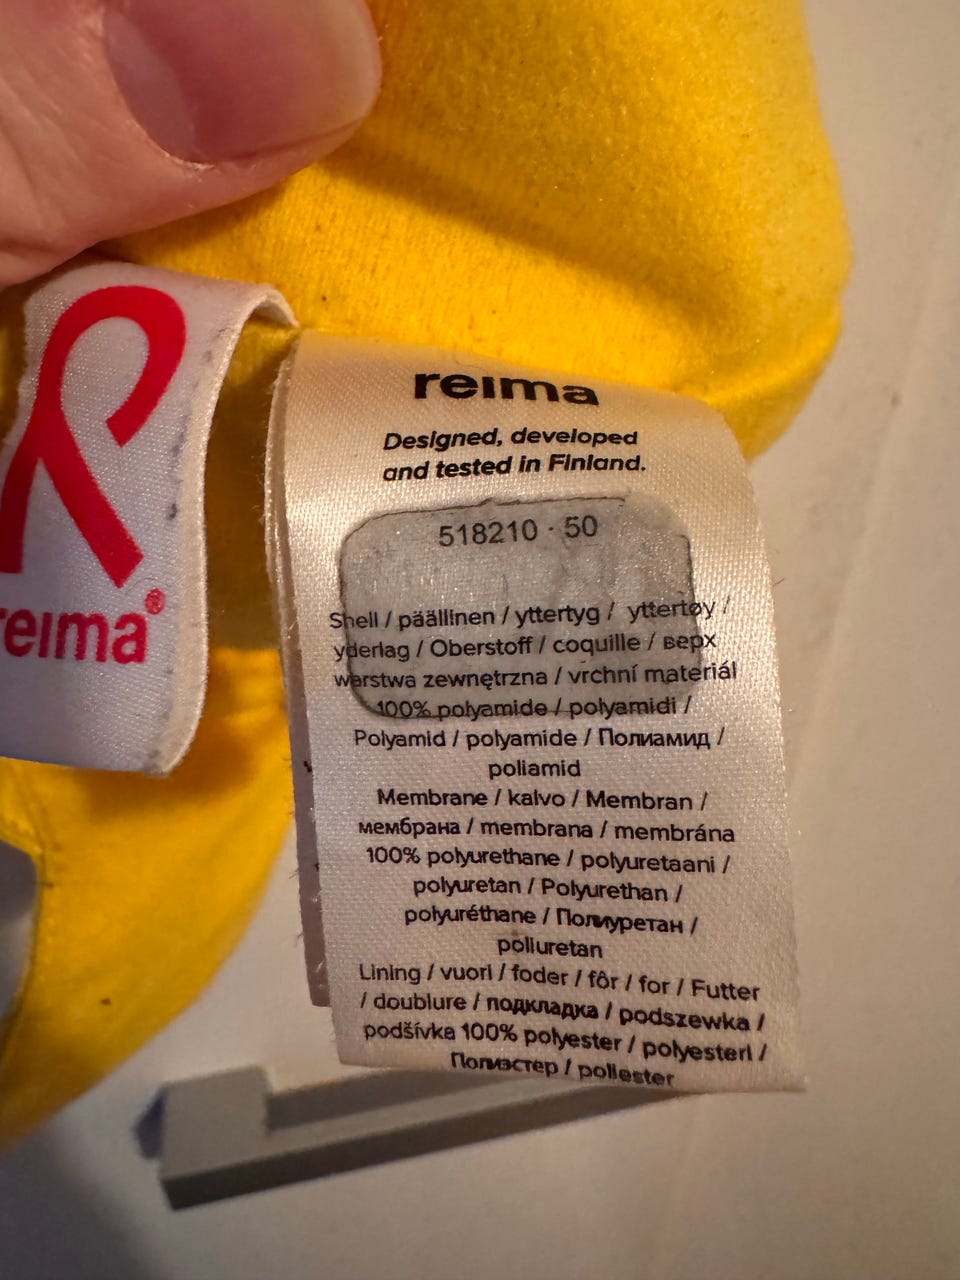 reima®
reima
Designed, developed
and tested in Finland.
518210 - 50
Shell / päällinen / yttertyg / yttertøy /
yderlag / Oberstoff / coquille / верх
warstwa zewnętrzna / vrchní materiál
100% polyamide / polyamidi /
Polyamid / polyamide / Полиамид /
poliamid
Membrane / kalvo / Membran /
мембрана / membrana / membrána
100% polyurethane / polyuretaani /
polyuretan / Polyurethan /
polyuréthane / Полиуретан /
poliuretan
Lining / vuori / foder / fôr / for / Futter
/ doublure / подкладка / podszewka /
podšívka 100% polyester / polyesteri /
Полиэстер / poliester